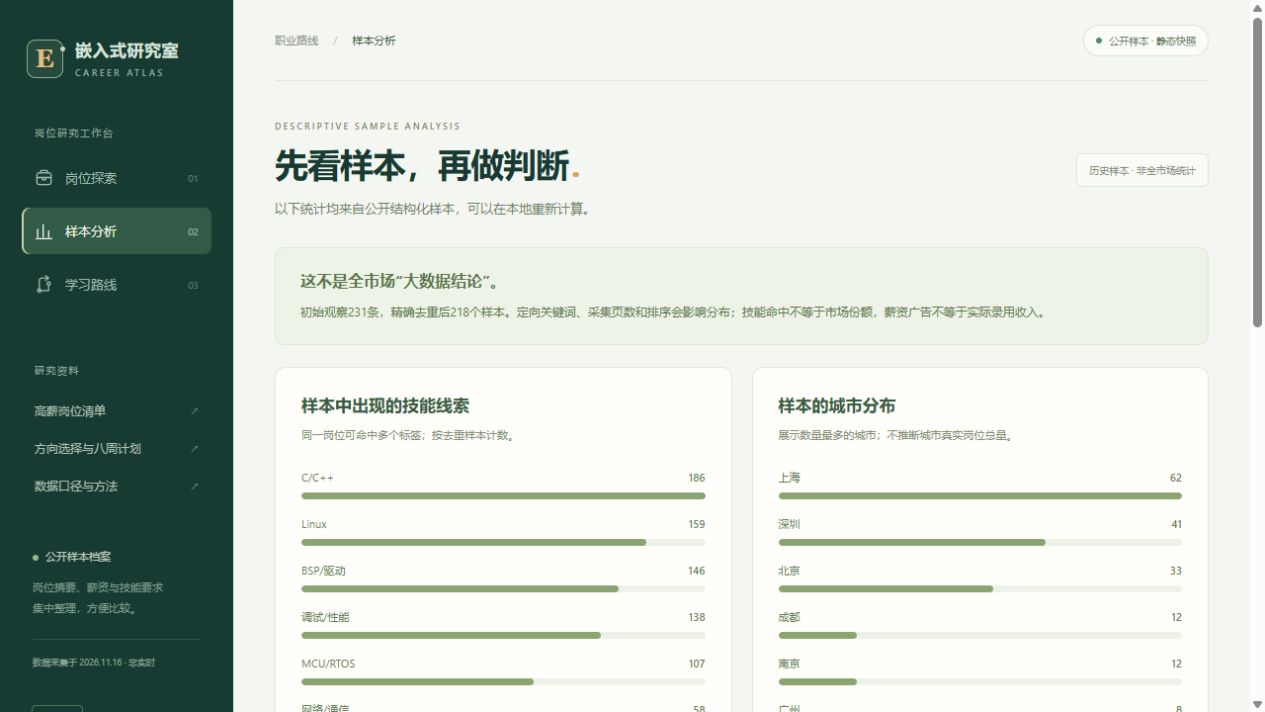 E
嵌入式研究室
CAREER ATLAS
岗位研究工作台
岗位探索 01
样本分析 02
学习路线 03
研究资料
高薪岗位清单 ↗
方向选择与八周计划 ↗
数据口径与方法 ↗
公开样本档案
岗位摘要、薪资与技能要求
集中整理，方便比较。
数据采集于 2026.11.16 · 非实时
职业路线 / 样本分析
公开样本 · 静态快照
DESCRIPTIVE SAMPLE ANALYSIS
先看样本，再做判断.
以下统计均来自公开结构化样本，可以在本地重新计算。
历史样本 · 非全市场统计
这不是全市场“大数据结论”。
初始观察231条，精确去重后218个样本。定向关键词、采集页数和排序会影响分布；技能命中不等于市场份额，薪资广告不等于实际录用收入。
样本中出现的技能线索
同一岗位可命中多个标签；按去重样本计数。
C/C++ 186
Linux 159
BSP/驱动 146
调试/性能 138
MCU/RTOS 107
网络/通信 58
样本的城市分布
展示数量最多的城市；不推断城市真实岗位总量。
上海 62
深圳 41
北京 33
成都 12
南京 12
广州 8